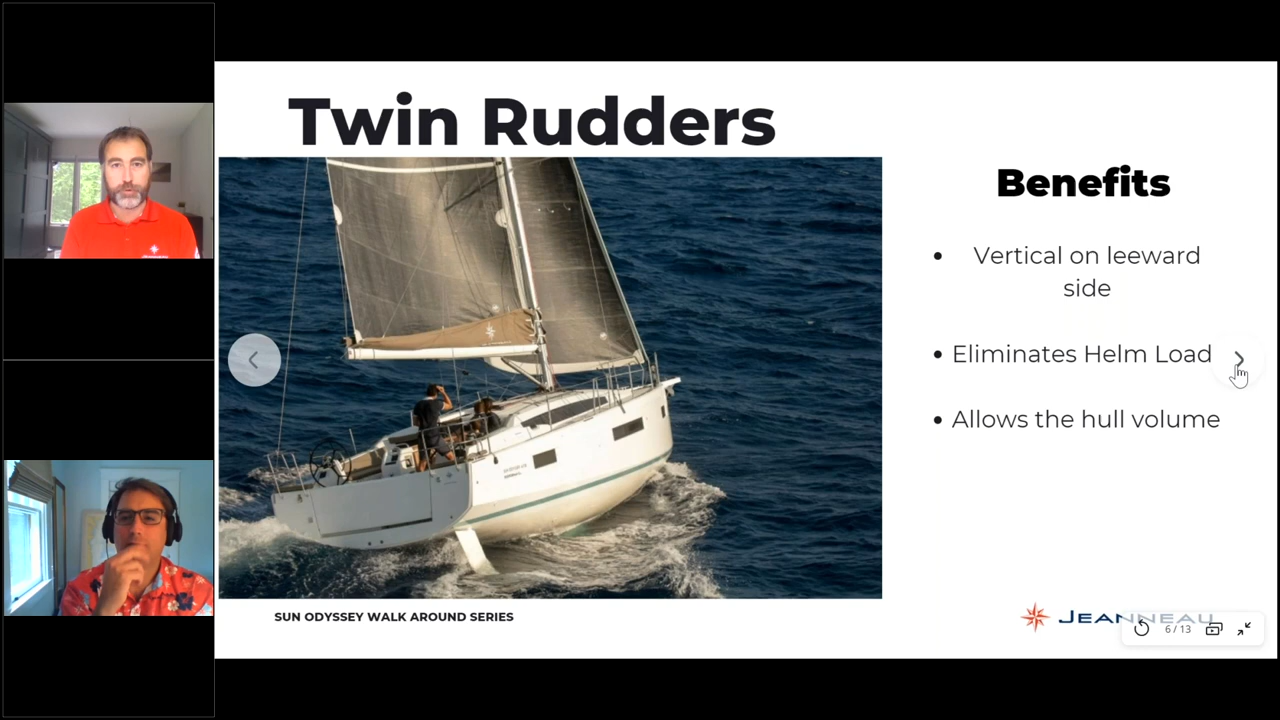 Twin Rudders
Benefits
• Vertical on leeward
side
• Eliminates Helm Load
• Allows the hull volume
SUN ODYSSEY WALK AROUND SERIES
JEANNEAU
6 / 13